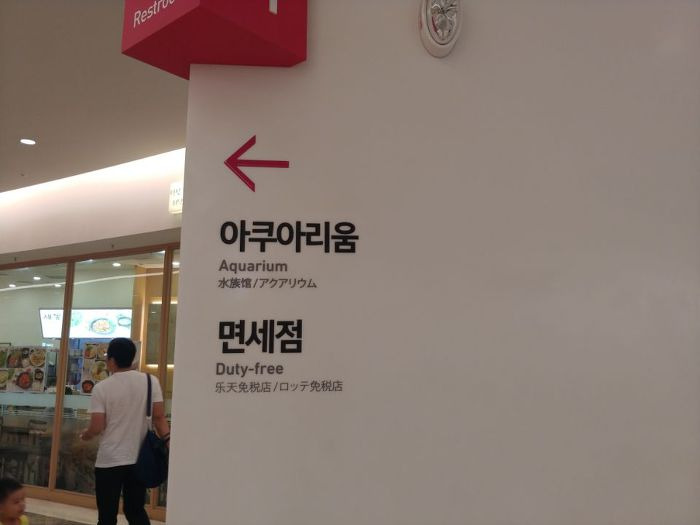 아쿠아리움
Aquarium
水族馆/アクアリウム
면세점
Duty-free
乐天免税店/ロッテ免税店